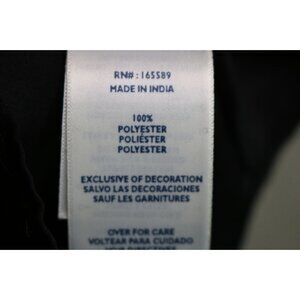 RN# : 165589
MADE IN INDIA
100%
POLYESTER
POLIÉSTER
POLYESTER
EXCLUSIVE OF DECORATION
SALVO LAS DECORACIONES
SAUF LES GARNITURES
OVER FOR CARE
VOLTEAR PARA CUIDADO